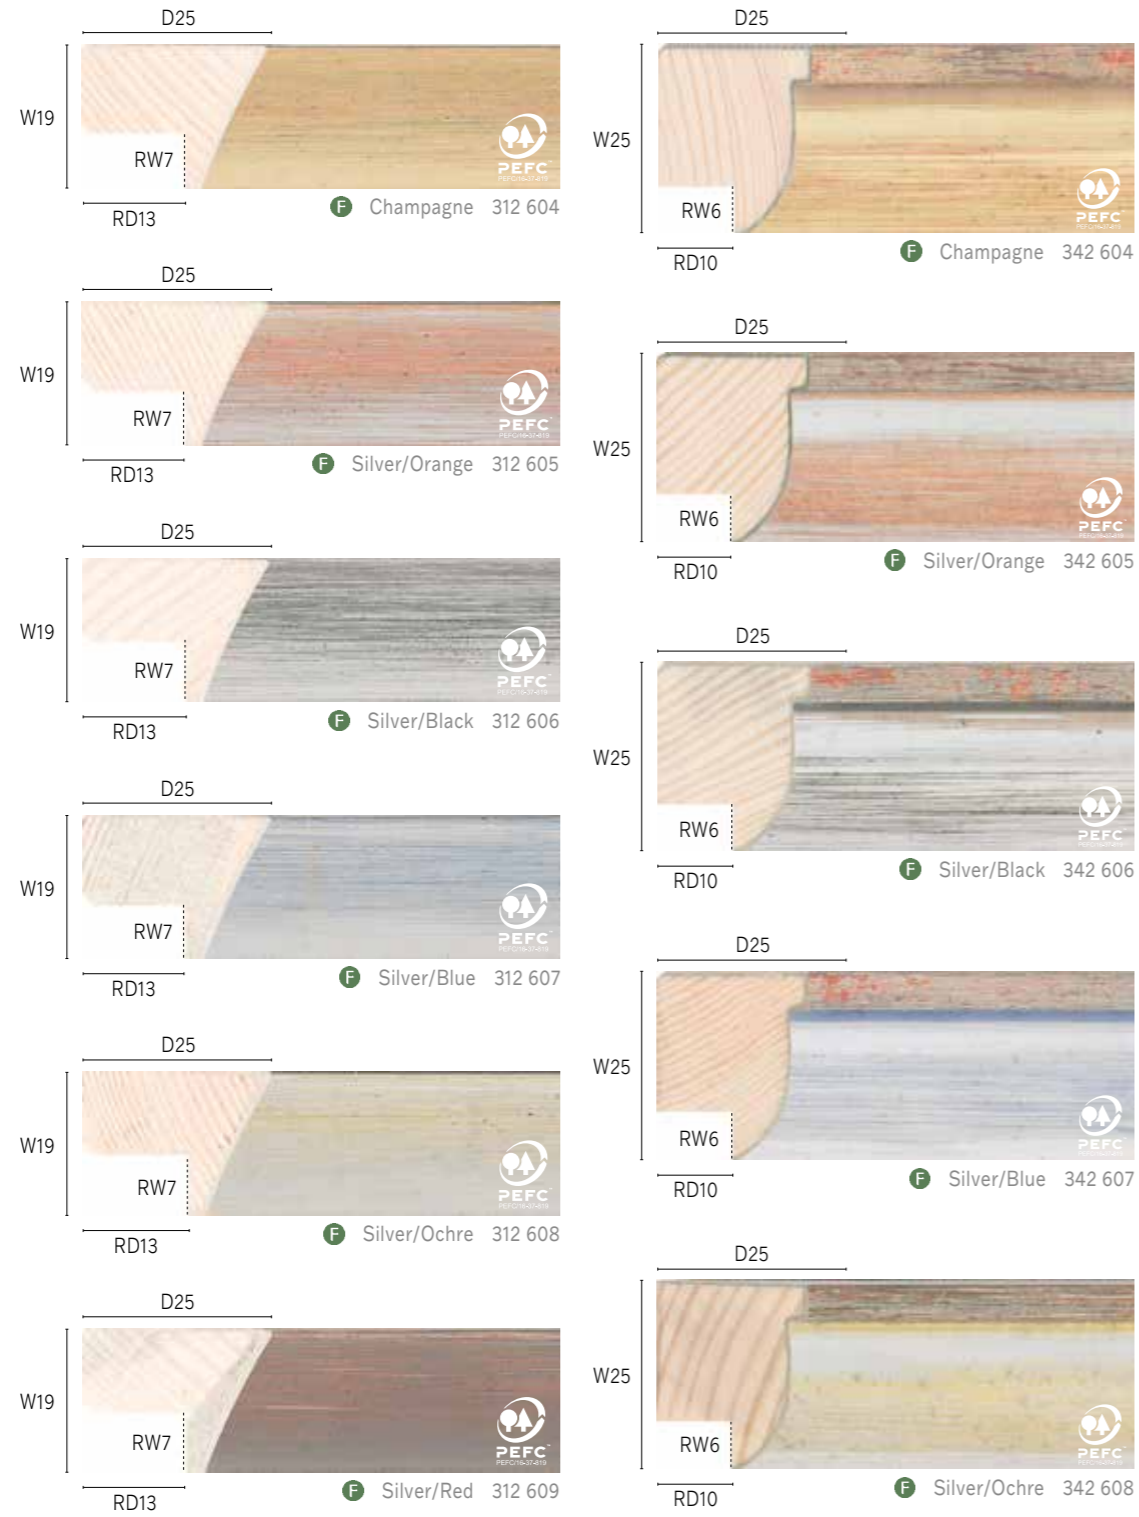 D25
W19
RW7
RD13
PEFC
F Champagne 312 604
D25
W19
RW7
RD13
PEFC
F Silver/Orange 312 605
D25
W19
RW7
RD13
PEFC
F Silver/Black 312 606
D25
W19
RW7
RD13
PEFC
F Silver/Blue 312 607
D25
W19
RW7
RD13
PEFC
F Silver/Ochre 312 608
D25
W19
RW7
RD13
PEFC
F Silver/Red 312 609
D25
W25
RW6
RD10
PEFC
F Champagne 342 604
D25
W25
RW6
RD10
PEFC
F Silver/Orange 342 605
D25
W25
RW6
RD10
PEFC
F Silver/Black 342 606
D25
W25
RW6
RD10
PEFC
F Silver/Blue 342 607
D25
W25
RW6
RD10
PEFC
F Silver/Ochre 342 608